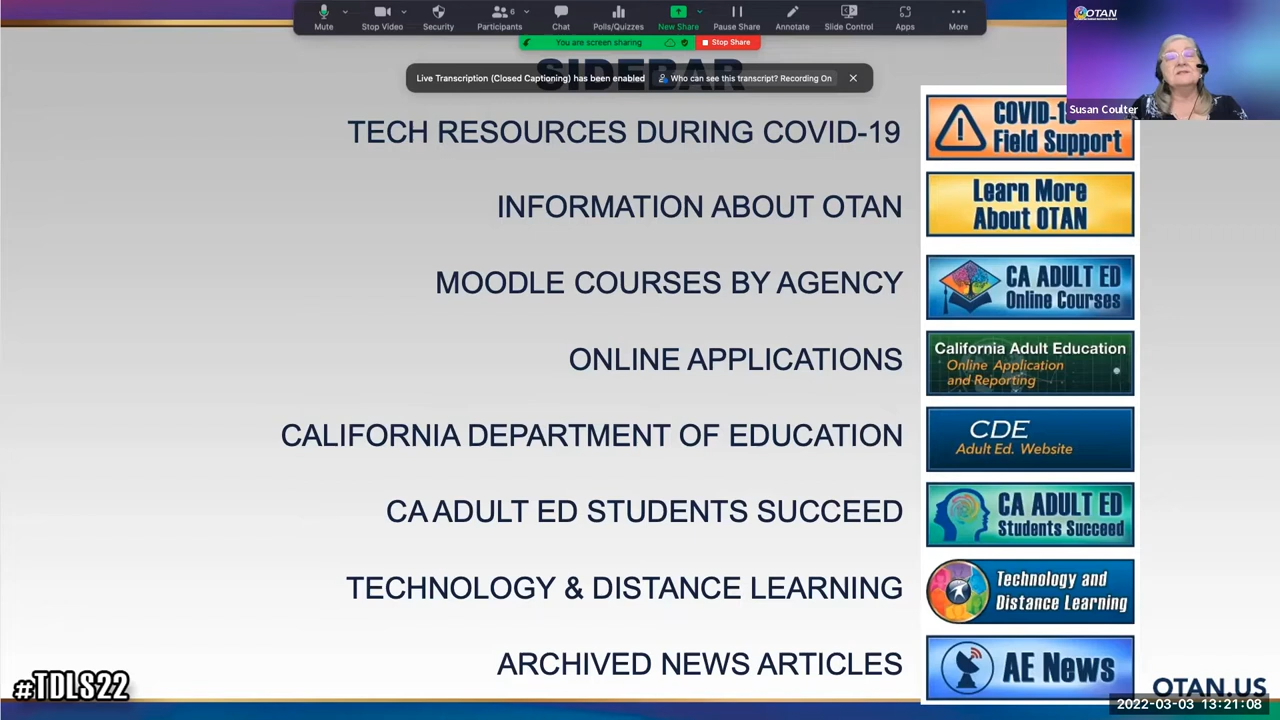 OTAN
Mute
Stop Video
Security
Participants
6
Chat
Polls/Quizzes
New Share
Pause Share
Annotate
Slide Control
Apps
More
You are screen sharing
Stop Share
SIDEBAR
Live Transcription (Closed Captioning) has been enabled
Who can see this transcript? Recording On
Susan Coulter
TECH RESOURCES DURING COVID-19
COVID-1
Field Support
INFORMATION ABOUT OTAN
Learn More
About OTAN
MOODLE COURSES BY AGENCY
CA ADULT ED
Online Courses
ONLINE APPLICATIONS
California Adult Education
Online Application
and Reporting
CALIFORNIA DEPARTMENT OF EDUCATION
CDE
Adult Ed. Website
CA ADULT ED STUDENTS SUCCEED
CA ADULT ED
Students Succeed
TECHNOLOGY & DISTANCE LEARNING
Technology and
Distance Learning
ARCHIVED NEWS ARTICLES
AE News
#TDLS22
OTAN.US
2022-03-03 13:21:08